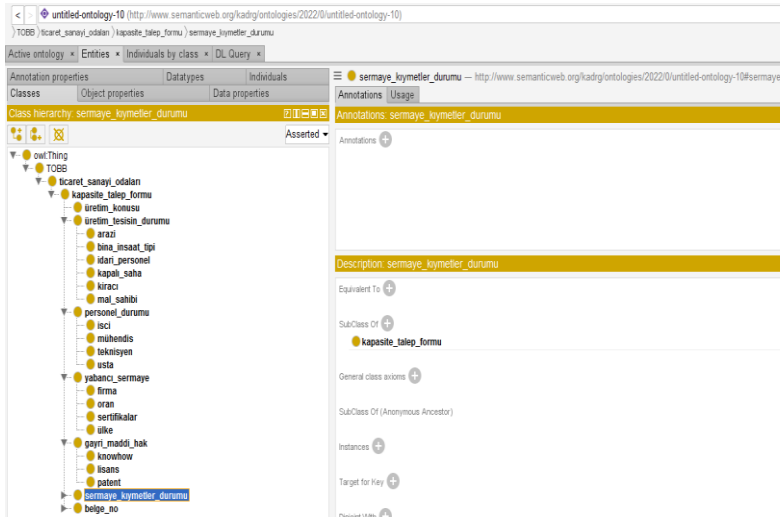 untitled-ontology-10 (http://www.semanticweb.org/kadrg/ontologies/2022/0/untitled-ontology-10)
TOBB ticaret_sanayi_odaları kapasite_talep_formu sermaye_kıymetler_durumu
Active ontology × Entities × Individuals by class × DL Query ×
Annotation properties Datatypes Individuals
Classes Object properties Data properties
Class hierarchy: sermaye_kıymetler_durumu
Asserted
owl:Thing
TOBB
ticaret_sanayi_odaları
kapasite_talep_formu
üretim_konusu
üretim_tesisin_durumu
arazi
bina_insaat_tipi
idari_personel
kapalı_saha
kiracı
mal_sahibi
personel_durumu
isci
mühendis
teknisyen
usta
yabancı_sermaye
firma
oran
sertifikalar
ülke
gayri_maddi_hak
knowhow
lisans
patent
sermaye_kıymetler_durumu
belge_no
sermaye_kıymetler_durumu — http://www.semanticweb.org/kadrg/ontologies/2022/0/untitled-ontology-10#sermaye
Annotations Usage
Annotations: sermaye_kıymetler_durumu
Annotations
Description: sermaye_kıymetler_durumu
Equivalent To
SubClass Of
kapasite_talep_formu
General class axioms
SubClass Of (Anonymous Ancestor)
Instances
Target for Key
Disjoint With